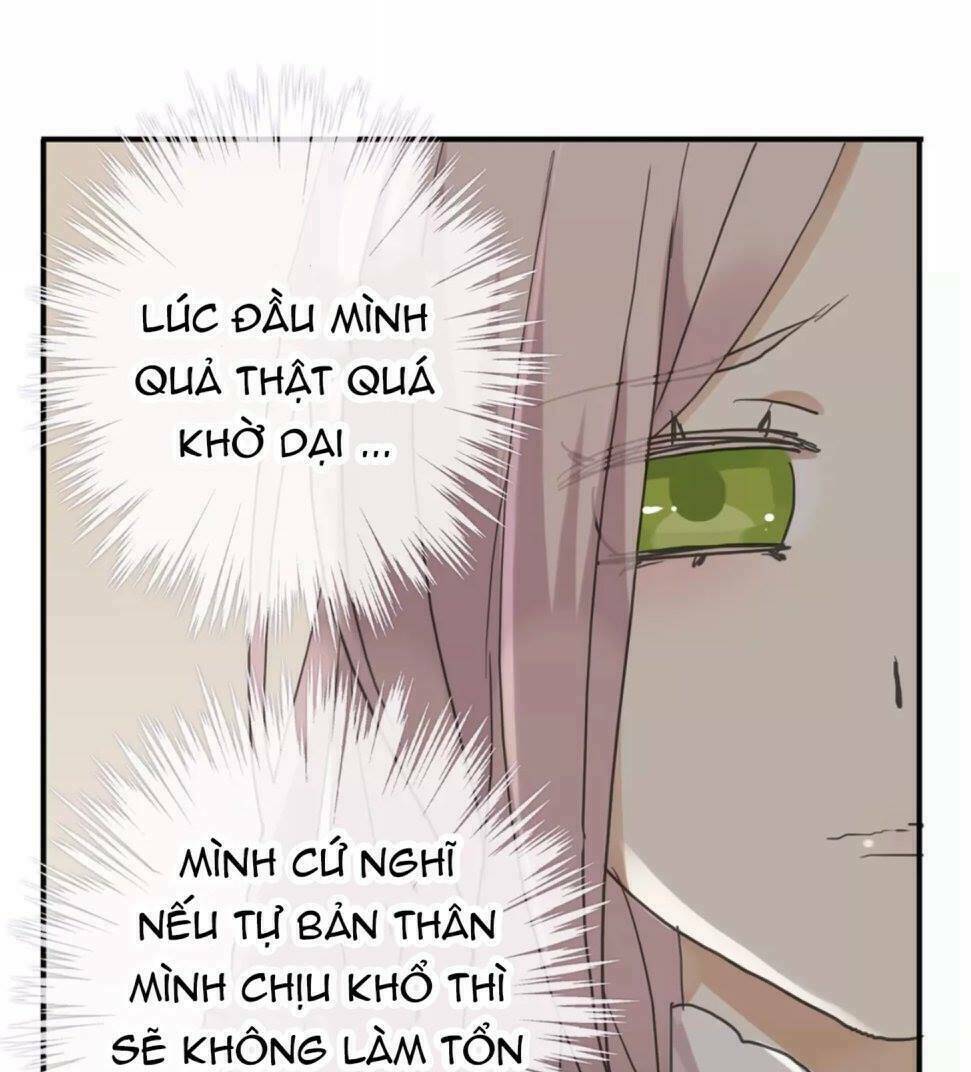 LÚC ĐẦU MÌNH
QUẢ THẬT QUÁ
KHỜ DẠI ...
MÌNH CỨ NGHĨ
NẾU TỰ BẢN THÂN
MÌNH CHỊU KHỔ THÌ
SẼ KHÔNG LÀM TỔN